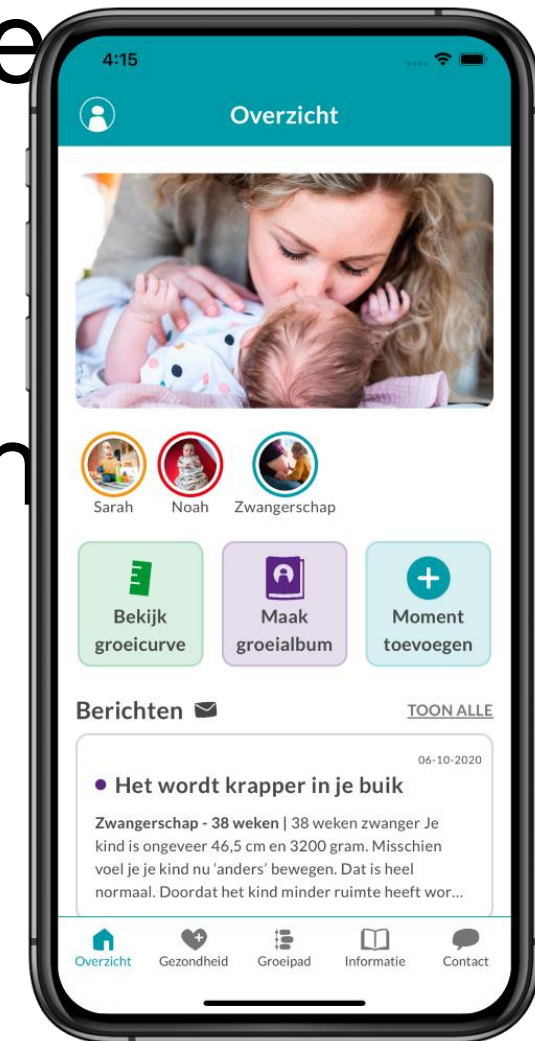 e
n
4:15
Overzicht
Sarah
Noah
Zwangerschap
Bekijk
groeicurve
Maak
groeialbum
Moment
toevoegen
Berichten
TOON ALLE
06-10-2020
Het wordt krapper in je buik
Zwangerschap - 38 weken | 38 weken zwanger Je
kind is ongeveer 46,5 cm en 3200 gram. Misschien
voel je je kind nu ‘anders’ bewegen. Dat is heel
normaal. Doordat het kind minder ruimte heeft wor...
Overzicht
Gezondheid
Groeipad
Informatie
Contact